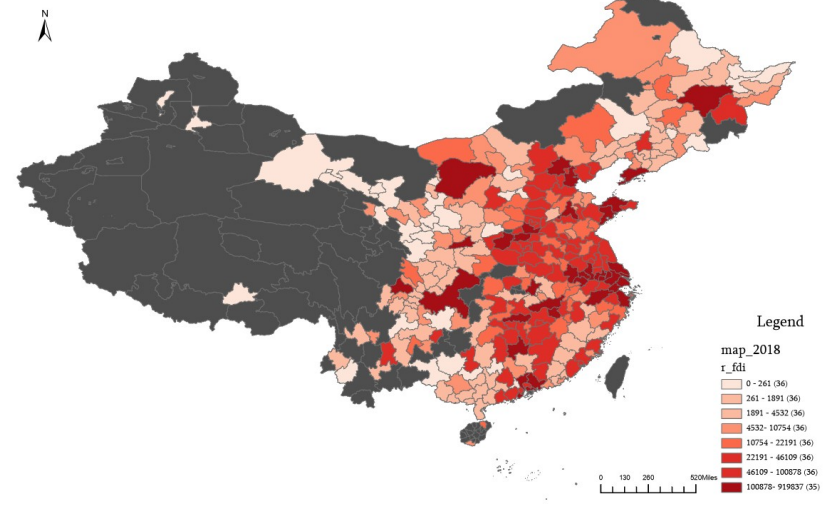 N
Legend
map_2018
r_fdi
0 - 261 (36)
261 - 1891 (36)
1891 - 4532 (36)
4532- 10754 (36)
10754 - 22191 (36)
22191 - 46109 (36)
46109 - 100878 (36)
100878- 919837 (35)
0 130 260 520Miles